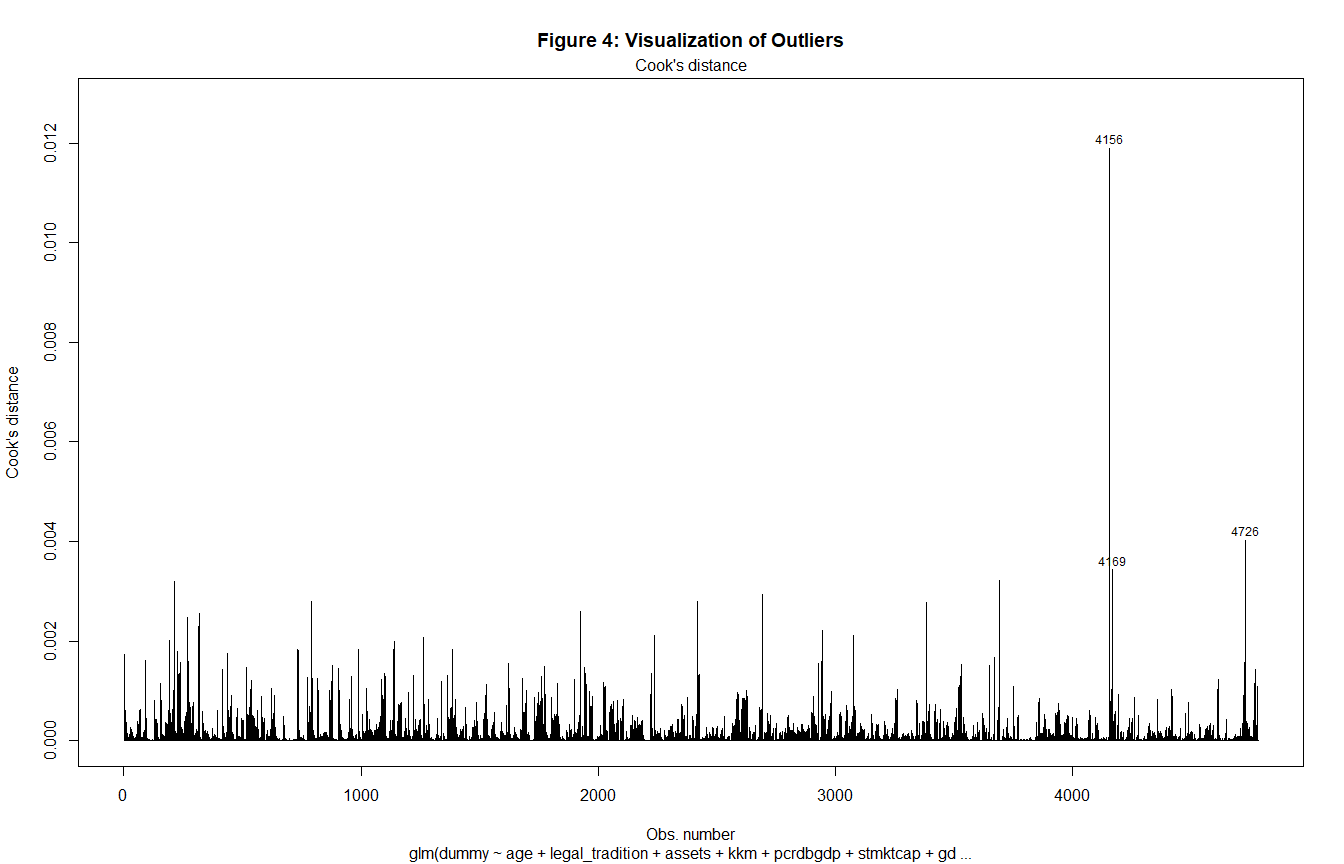 Figure 4: Visualization of Outliers
Cook's distance
0.012
0.010
0.008
0.006
0.004
0.002
0.000
Cook's distance
4156
4169
4726
0 1000 2000 3000 4000
Obs. number
glm(dummy ~ age + legal_tradition + assets + kkm + pcrdbgdp + stmktcap + gd ...